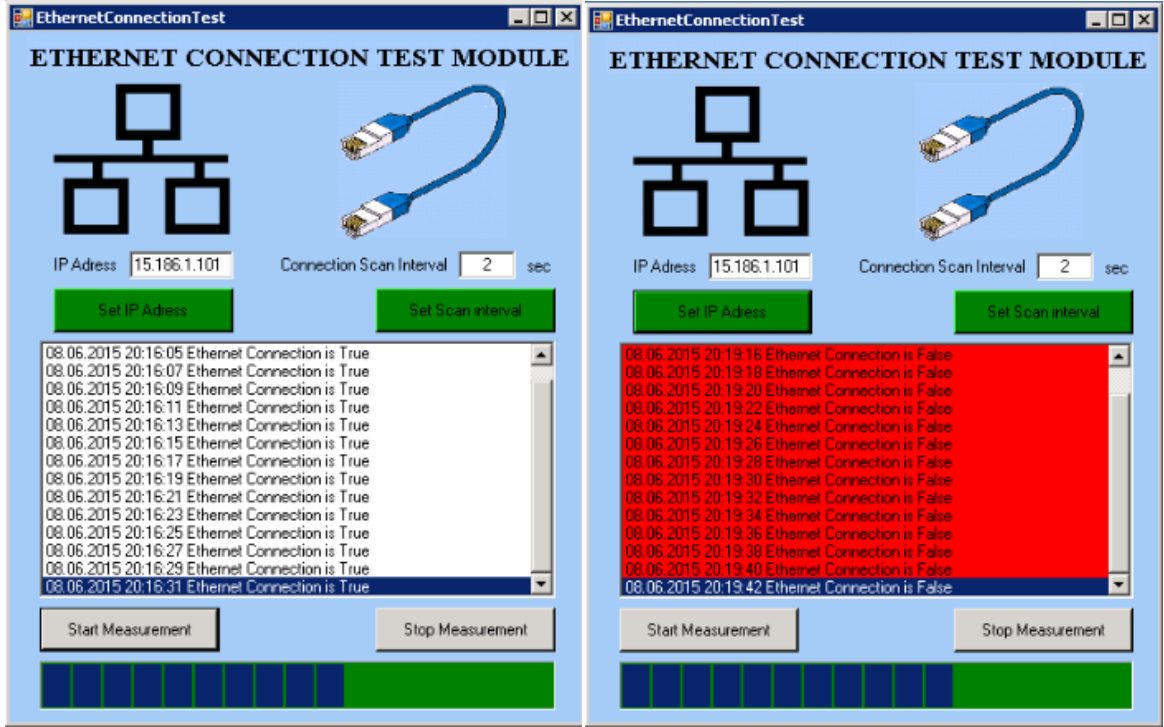 EthernetConnectionTest
ETHERNET CONNECTION TEST MODULE
IP Adress 15.186.1.101 Connection Scan Interval 2 sec
Set IP Adress Set Scan interval
08.06.2015 20:16:05 Ethernet Connection is True
08.06.2015 20:16:07 Ethernet Connection is True
08.06.2015 20:16:09 Ethernet Connection is True
08.06.2015 20:16:11 Ethernet Connection is True
08.06.2015 20:16:13 Ethernet Connection is True
08.06.2015 20:16:15 Ethernet Connection is True
08.06.2015 20:16:17 Ethernet Connection is True
08.06.2015 20:16:19 Ethernet Connection is True
08.06.2015 20:16:21 Ethernet Connection is True
08.06.2015 20:16:23 Ethernet Connection is True
08.06.2015 20:16:25 Ethernet Connection is True
08.06.2015 20:16:27 Ethernet Connection is True
08.06.2015 20:16:29 Ethernet Connection is True
08.06.2015 20:16:31 Ethernet Connection is True
Start Measurement Stop Measurement
EthernetConnectionTest
ETHERNET CONNECTION TEST MODULE
IP Adress 15.186.1.101 Connection Scan Interval 2 sec
Set IP Adress Set Scan interval
08.06.2015 20:19:16 Ethernet Connection is False
08.06.2015 20:19:18 Ethernet Connection is False
08.06.2015 20:19:20 Ethernet Connection is False
08.06.2015 20:19:22 Ethernet Connection is False
08.06.2015 20:19:24 Ethernet Connection is False
08.06.2015 20:19:26 Ethernet Connection is False
08.06.2015 20:19:28 Ethernet Connection is False
08.06.2015 20:19:30 Ethernet Connection is False
08.06.2015 20:19:32 Ethernet Connection is False
08.06.2015 20:19:34 Ethernet Connection is False
08.06.2015 20:19:36 Ethernet Connection is False
08.06.2015 20:19:38 Ethernet Connection is False
08.06.2015 20:19:40 Ethernet Connection is False
08.06.2015 20:19:42 Ethernet Connection is False
Start Measurement Stop Measurement